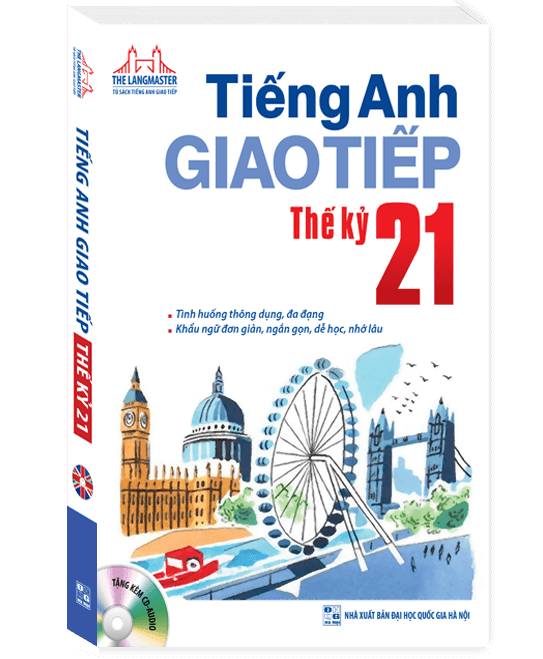 THE LANGMASTER
TỦ SÁCH TIẾNG ANH GIAO TIẾP
Tiếng Anh
GIAO TIẾP
Thế kỷ
21
Tình huống thông dụng, đa dạng
Khẩu ngữ đơn giản, ngắn gọn, dễ học, nhớ lâu
TẶNG KÈM CD-AUDIO
NHÀ XUẤT BẢN ĐẠI HỌC QUỐC GIA HÀ NỘI
THE LANGMASTER
TIẾNG ANH GIAO TIẾP THẾ KỶ 21